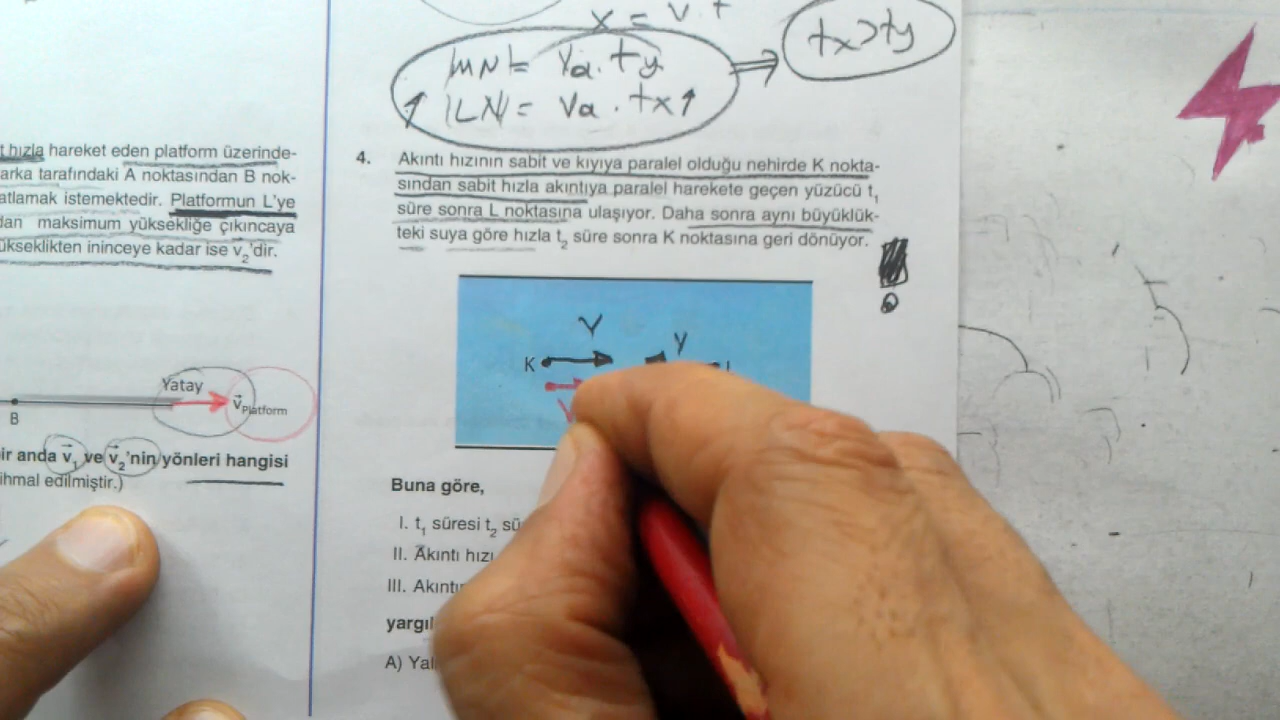 x = v . t
|MN| = Va . ty
|LN| = Va . tx
tx>ty
t hızla hareket eden platform üzerinde-
arka tarafındaki A noktasından B nok-
atlamak istemektedir. Platformun L'ye
dan maksimum yüksekliğe çıkıncaya
ükseklikten ininceye kadar ise v₂'dir.
Yatay
v Platform
B
ir anda v₁ ve v₂'nin yönleri hangisi
ihmal edilmiştir.)
4. Akıntı hızının sabit ve kıyıya paralel olduğu nehirde K nokta-
sından sabit hızla akıntıya paralel harekete geçen yüzücü t₁
süre sonra L noktasına ulaşıyor. Daha sonra aynı büyüklük-
teki suya göre hızla t₂ süre sonra K noktasına geri dönüyor.
!
V
V
K
Buna göre,
I. t₁ süresi t₂ sü
II. Akıntı hızı
III. Akıntı
yargıl
A) Yal